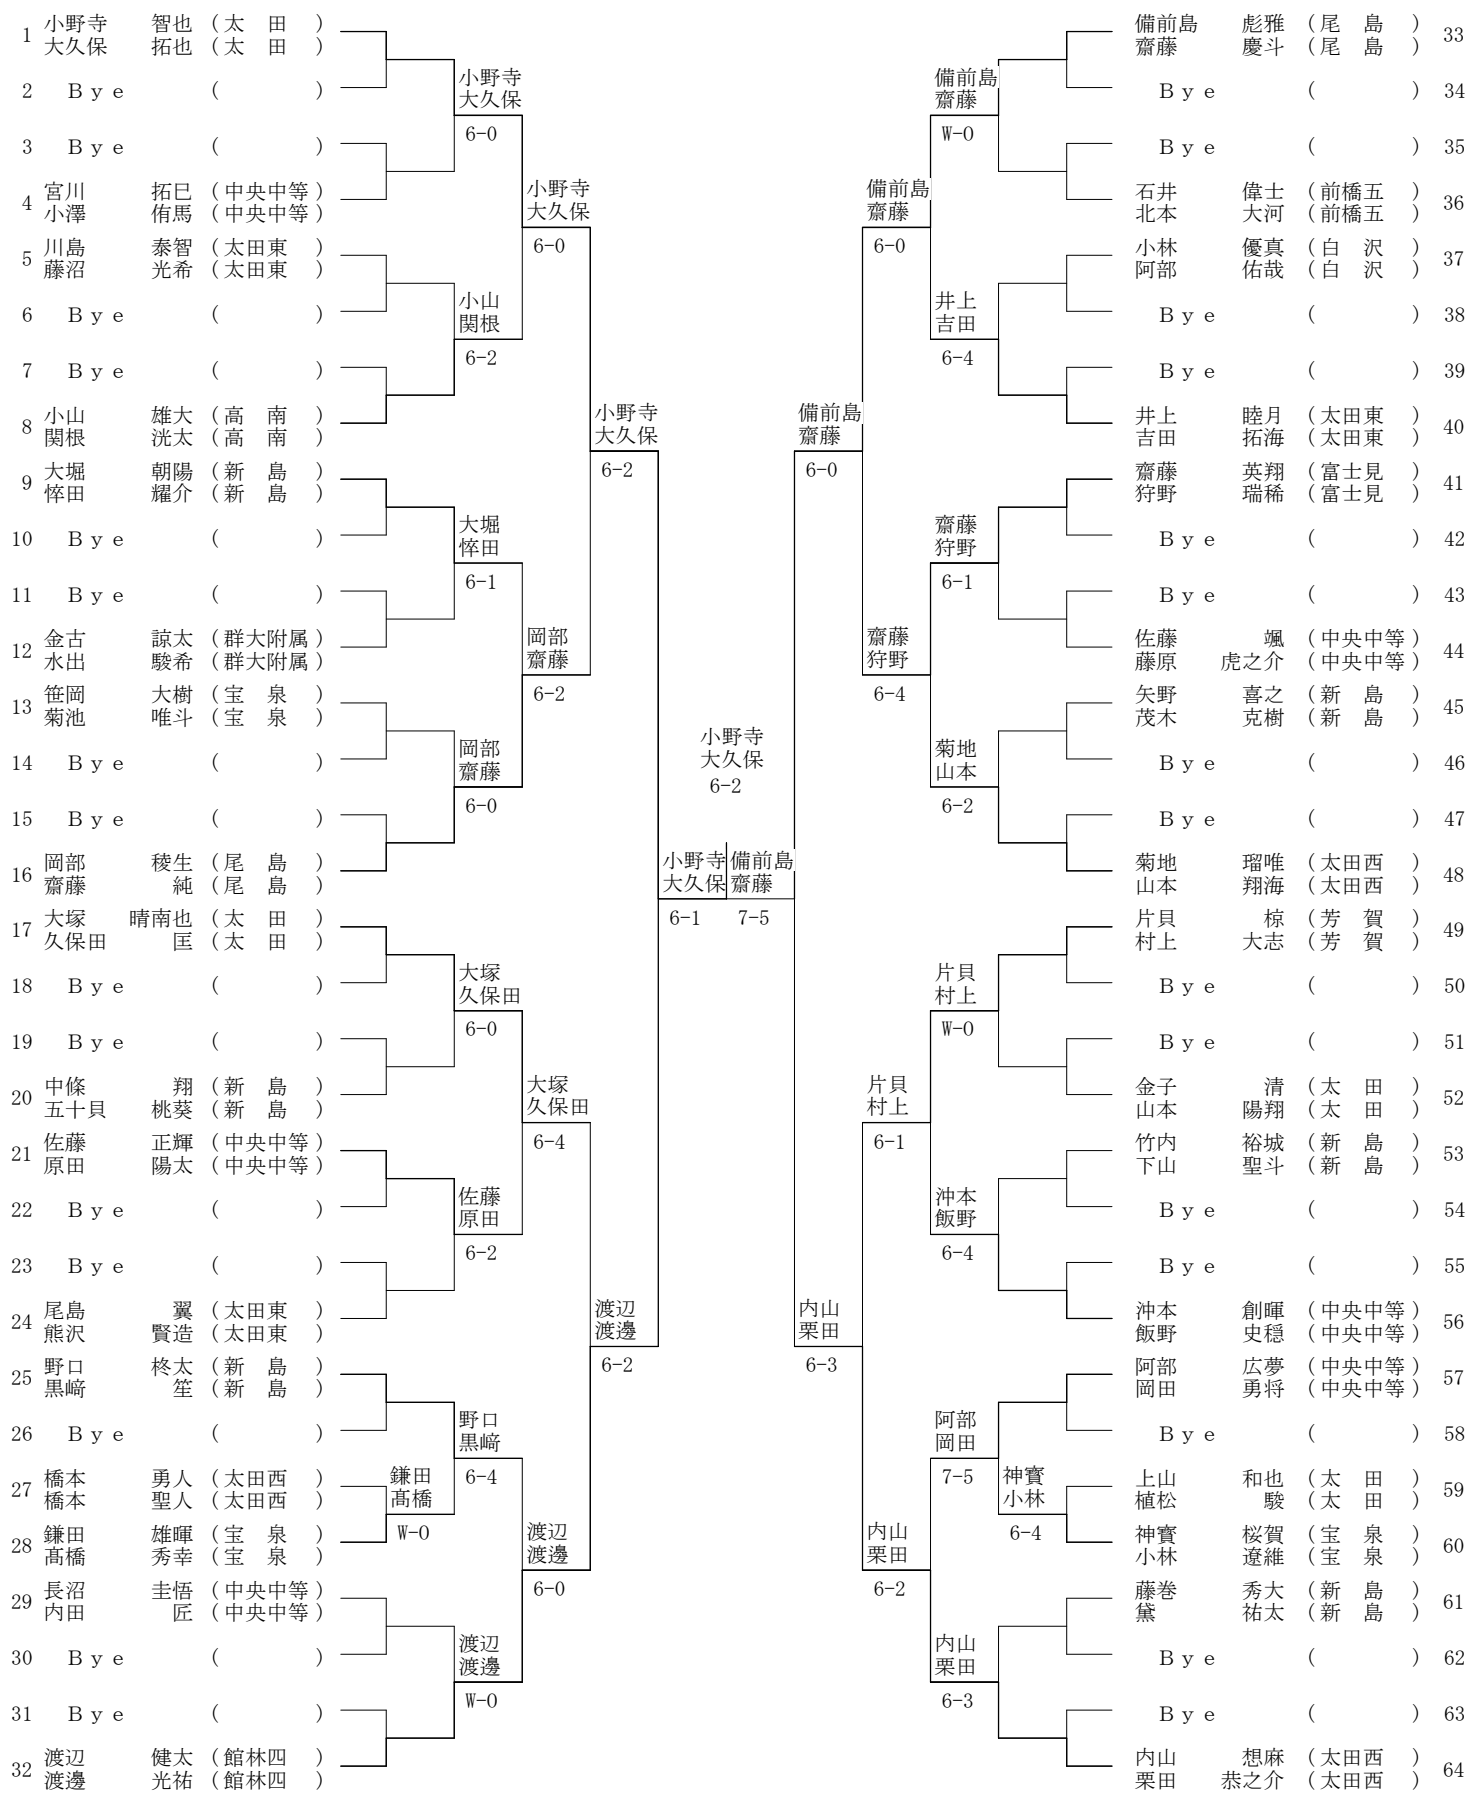 1 小野寺 智也 (太 田 )
大久保 拓也 (太 田 )
2 Ｂｙｅ ( )
3 Ｂｙｅ ( )
4 宮川 拓巳 (中央中等)
小澤 侑馬 (中央中等)
5 川島 泰智 (太田東 )
藤沼 光希 (太田東 )
6 Ｂｙｅ ( )
7 Ｂｙｅ ( )
8 小山 雄大 (高 南 )
関根 洸太 (高 南 )
9 大堀 朝陽 (新 島 )
悴田 耀介 (新 島 )
10 Ｂｙｅ ( )
11 Ｂｙｅ ( )
12 金古 諒太 (群大附属)
水出 駿希 (群大附属)
13 笹岡 大樹 (宝 泉 )
菊池 唯斗 (宝 泉 )
14 Ｂｙｅ ( )
15 Ｂｙｅ ( )
16 岡部 稜生 (尾 島 )
齋藤 純 (尾 島 )
17 大塚 晴南也 (太 田 )
久保田 匡 (太 田 )
18 Ｂｙｅ ( )
19 Ｂｙｅ ( )
20 中條 翔 (新 島 )
五十貝 桃葵 (新 島 )
21 佐藤 正輝 (中央中等)
原田 陽太 (中央中等)
22 Ｂｙｅ ( )
23 Ｂｙｅ ( )
24 尾島 翼 (太田東 )
熊沢 賢造 (太田東 )
25 野口 柊太 (新 島 )
黒﨑 笙 (新 島 )
26 Ｂｙｅ ( )
27 橋本 勇人 (太田西 )
橋本 聖人 (太田西 )
28 鎌田 雄暉 (宝 泉 )
髙橋 秀幸 (宝 泉 )
29 長沼 圭悟 (中央中等)
内田 匠 (中央中等)
30 Ｂｙｅ ( )
31 Ｂｙｅ ( )
32 渡辺 健太 (館林四 )
渡邊 光祐 (館林四 )
鎌田
髙橋
W-0
小野寺
大久保
6-0
小山
関根
6-2
大堀
悴田
6-1
岡部
齋藤
6-0
大塚
久保田
6-0
佐藤
原田
6-2
野口
黒﨑
6-4
渡辺
渡邊
W-0
小野寺
大久保
6-0
岡部
齋藤
6-2
大塚
久保田
6-4
渡辺
渡邊
6-0
小野寺
大久保
6-2
渡辺
渡邊
6-2
小野寺
大久保
6-1
小野寺
大久保
6-2
備前島
齋藤
7-5
備前島
齋藤
6-0
内山
栗田
6-3
備前島
齋藤
6-0
齋藤
狩野
6-4
片貝
村上
6-1
内山
栗田
6-2
備前島
齋藤
W-0
井上
吉田
6-4
齋藤
狩野
6-1
菊地
山本
6-2
片貝
村上
W-0
沖本
飯野
6-4
阿部
岡田
7-5
内山
栗田
6-3
神寳
小林
6-4
備前島 彪雅 (尾 島 ) 33
齋藤 慶斗 (尾 島 )
Ｂｙｅ ( ) 34
Ｂｙｅ ( ) 35
石井 偉士 (前橋五 ) 36
北本 大河 (前橋五 )
小林 優真 (白 沢 ) 37
阿部 佑哉 (白 沢 )
Ｂｙｅ ( ) 38
Ｂｙｅ ( ) 39
井上 睦月 (太田東 ) 40
吉田 拓海 (太田東 )
齋藤 英翔 (富士見 ) 41
狩野 瑞稀 (富士見 )
Ｂｙｅ ( ) 42
Ｂｙｅ ( ) 43
佐藤 颯 (中央中等) 44
藤原 虎之介 (中央中等)
矢野 喜之 (新 島 ) 45
茂木 克樹 (新 島 )
Ｂｙｅ ( ) 46
Ｂｙｅ ( ) 47
菊地 瑠唯 (太田西 ) 48
山本 翔海 (太田西 )
片貝 椋 (芳 賀 ) 49
村上 大志 (芳 賀 )
Ｂｙｅ ( ) 50
Ｂｙｅ ( ) 51
金子 清 (太 田 ) 52
山本 陽翔 (太 田 )
竹内 裕城 (新 島 ) 53
下山 聖斗 (新 島 )
Ｂｙｅ ( ) 54
Ｂｙｅ ( ) 55
沖本 創暉 (中央中等) 56
飯野 史穏 (中央中等)
阿部 広夢 (中央中等) 57
岡田 勇将 (中央中等)
Ｂｙｅ ( ) 58
上山 和也 (太 田 ) 59
植松 駿 (太 田 )
神寳 桜賀 (宝 泉 ) 60
小林 遼維 (宝 泉 )
藤巻 秀大 (新 島 ) 61
黛 祐太 (新 島 )
Ｂｙｅ ( ) 62
Ｂｙｅ ( ) 63
内山 想麻 (太田西 ) 64
栗田 恭之介 (太田西 )